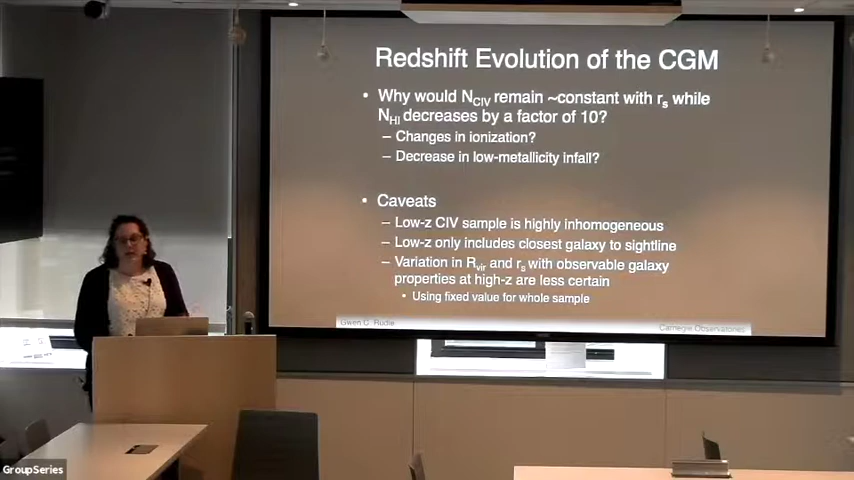 Redshift Evolution of the CGM
• Why would NCIV remain ~constant with rs while
NHI decreases by a factor of 10?
– Changes in ionization?
– Decrease in low-metallicity infall?
• Caveats
– Low-z CIV sample is highly inhomogeneous
– Low-z only includes closest galaxy to sightline
– Variation in Rvir and rs with observable galaxy
properties at high-z are less certain
• Using fixed value for whole sample
Gwen C. Rudie
Carnegie Observatories
GroupSeries